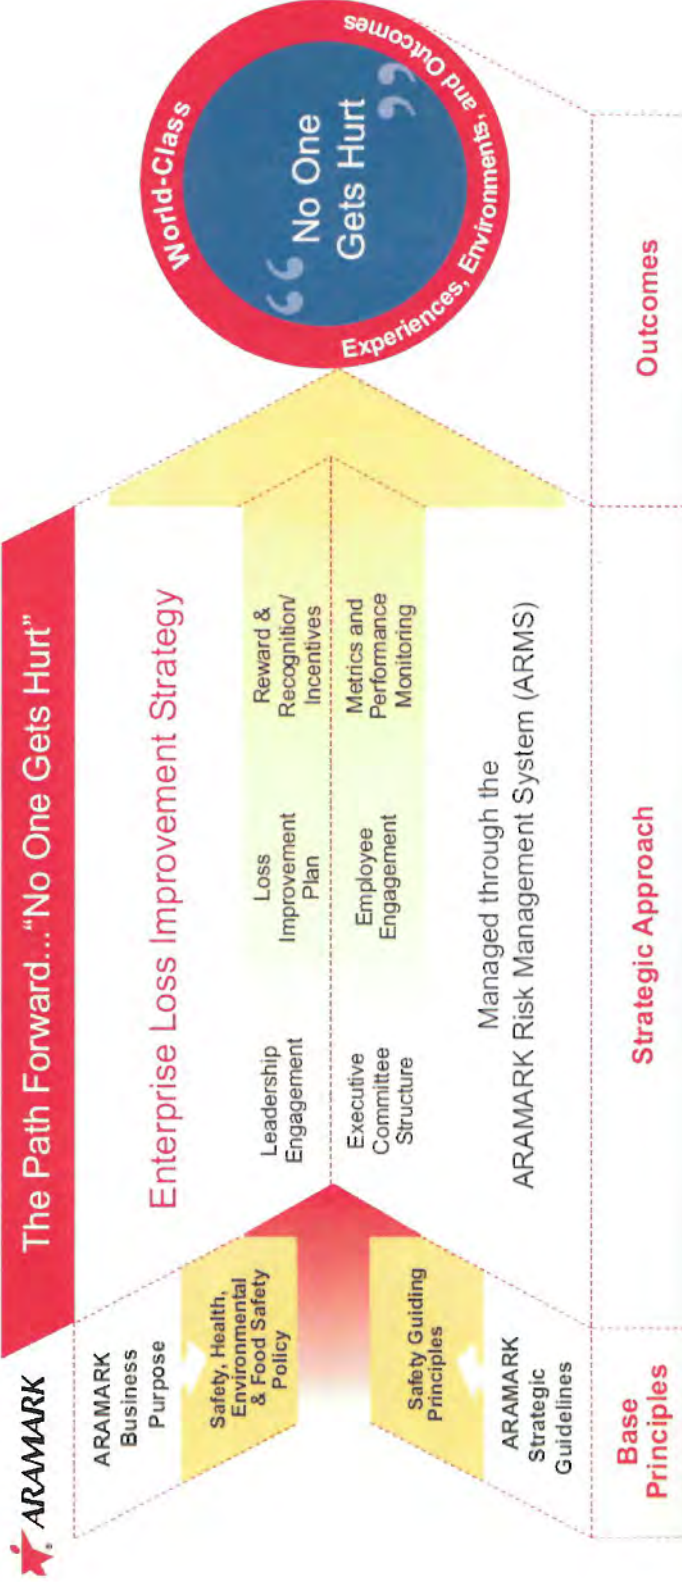 ARAMARK
The Path Forward..."No One Gets Hurt"
ARAMARK
Business
Purpose
Safety, Health,
Environmental
& Food Safety
Policy
Safety Guiding
Principles
ARAMARK
Strategic
Guidelines
Base
Principles
Enterprise Loss Improvement Strategy
Leadership
Engagement
Loss
Improvement
Plan
Reward &
Recognition/
Incentives
Executive
Committee
Structure
Employee
Engagement
Metrics and
Performance
Monitoring
Managed through the
ARAMARK Risk Management System (ARMS)
Strategic Approach
World-Class
“ No One
Gets Hurt ”
Experiences, Environments, and Outcomes
Outcomes